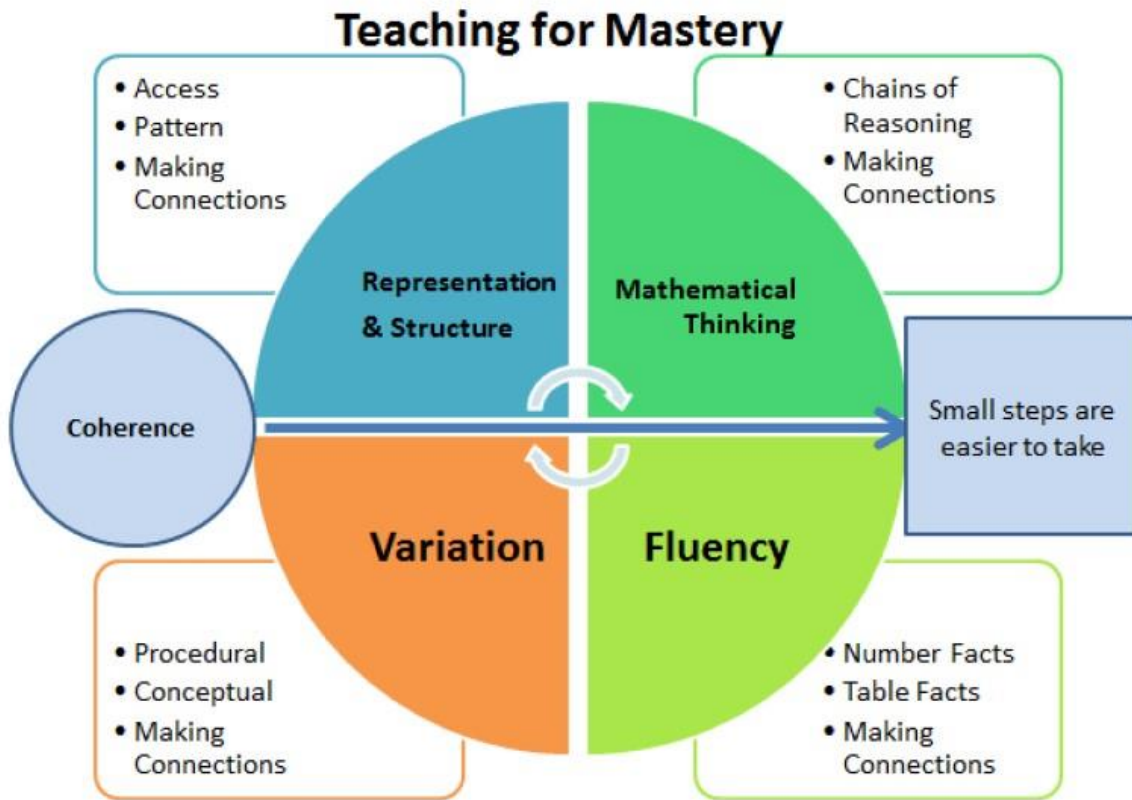 Teaching for Mastery
• Access
• Pattern
• Making
Connections
• Chains of
Reasoning
• Making
Connections
Representation
& Structure
Mathematical
Thinking
Coherence
Small steps are
easier to take
Variation
Fluency
• Procedural
• Conceptual
• Making
Connections
• Number Facts
• Table Facts
• Making
Connections